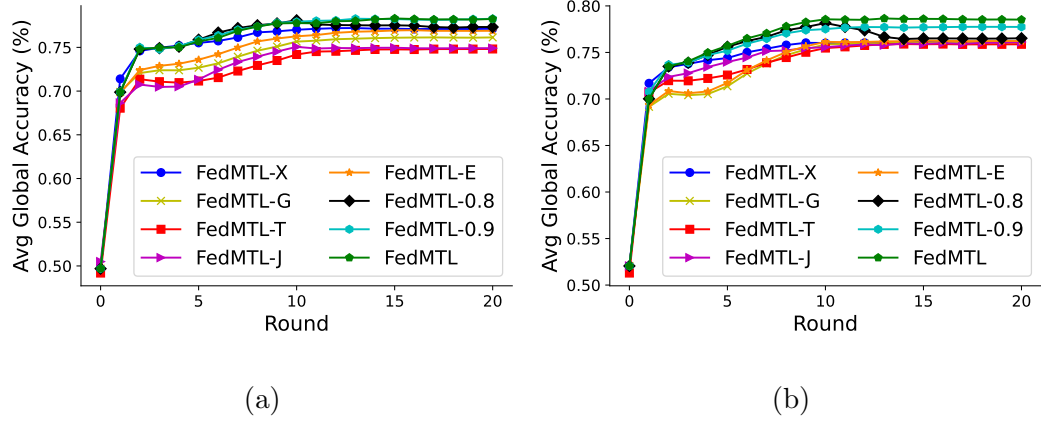 Avg Global Accuracy (%)
0.75
0.70
0.65
0.60
0.55
0.50
FedMTL-X
FedMTL-G
FedMTL-T
FedMTL-J
FedMTL-E
FedMTL-0.8
FedMTL-0.9
FedMTL
0 5 10 15 20
Round
(a)
Avg Global Accuracy (%)
0.80
0.75
0.70
0.65
0.60
0.55
0.50
FedMTL-X
FedMTL-G
FedMTL-T
FedMTL-J
FedMTL-E
FedMTL-0.8
FedMTL-0.9
FedMTL
0 5 10 15 20
Round
(b)